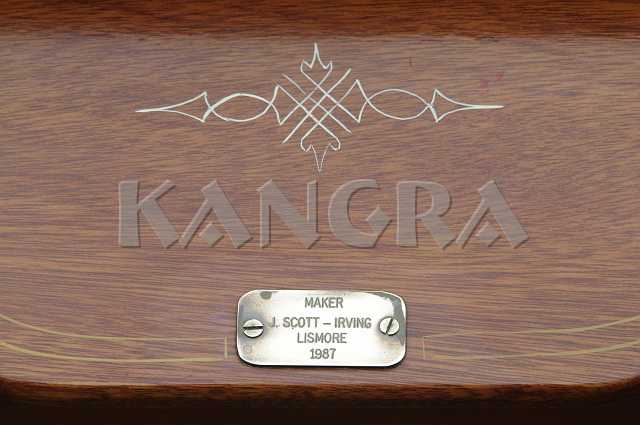 KANGRA
MAKER
J. SCOTT – IRVING
LISMORE
1987